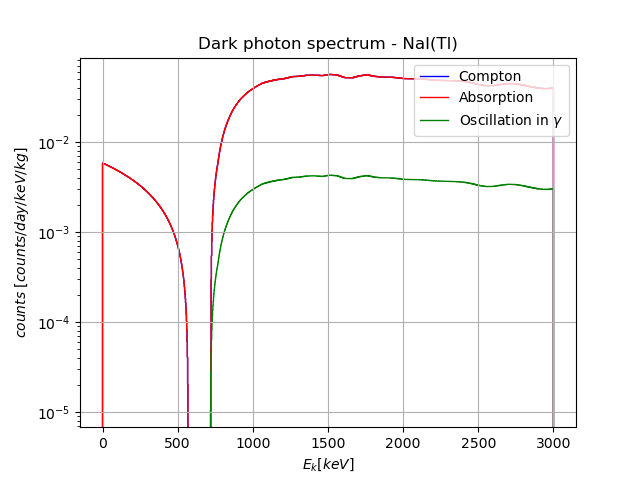 Dark photon spectrum - NaI(Tl)
Compton
Absorption
Oscillation in γ
10⁻²
10⁻³
10⁻⁴
10⁻⁵
counts [counts/day/keV/kg]
0 500 1000 1500 2000 2500 3000
E_k[keV]